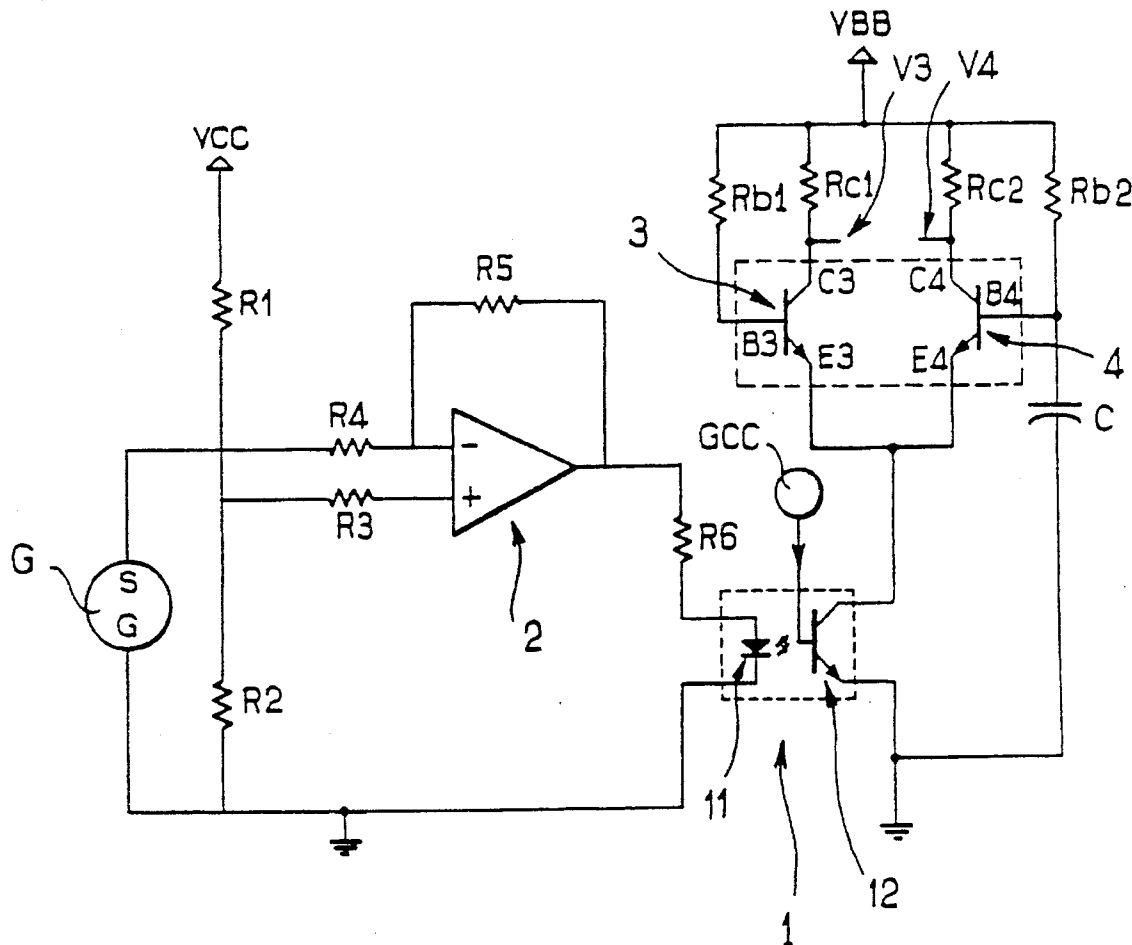 VBB
V3
V4
VCC
Rb1
Rc1
Rc2
Rb2
3
R5
C3
C4
B4
R1
B3
E3
E4
4
R4
GCC
C
-
+
R3
R6
G
S
G
2
R2
11
12
1